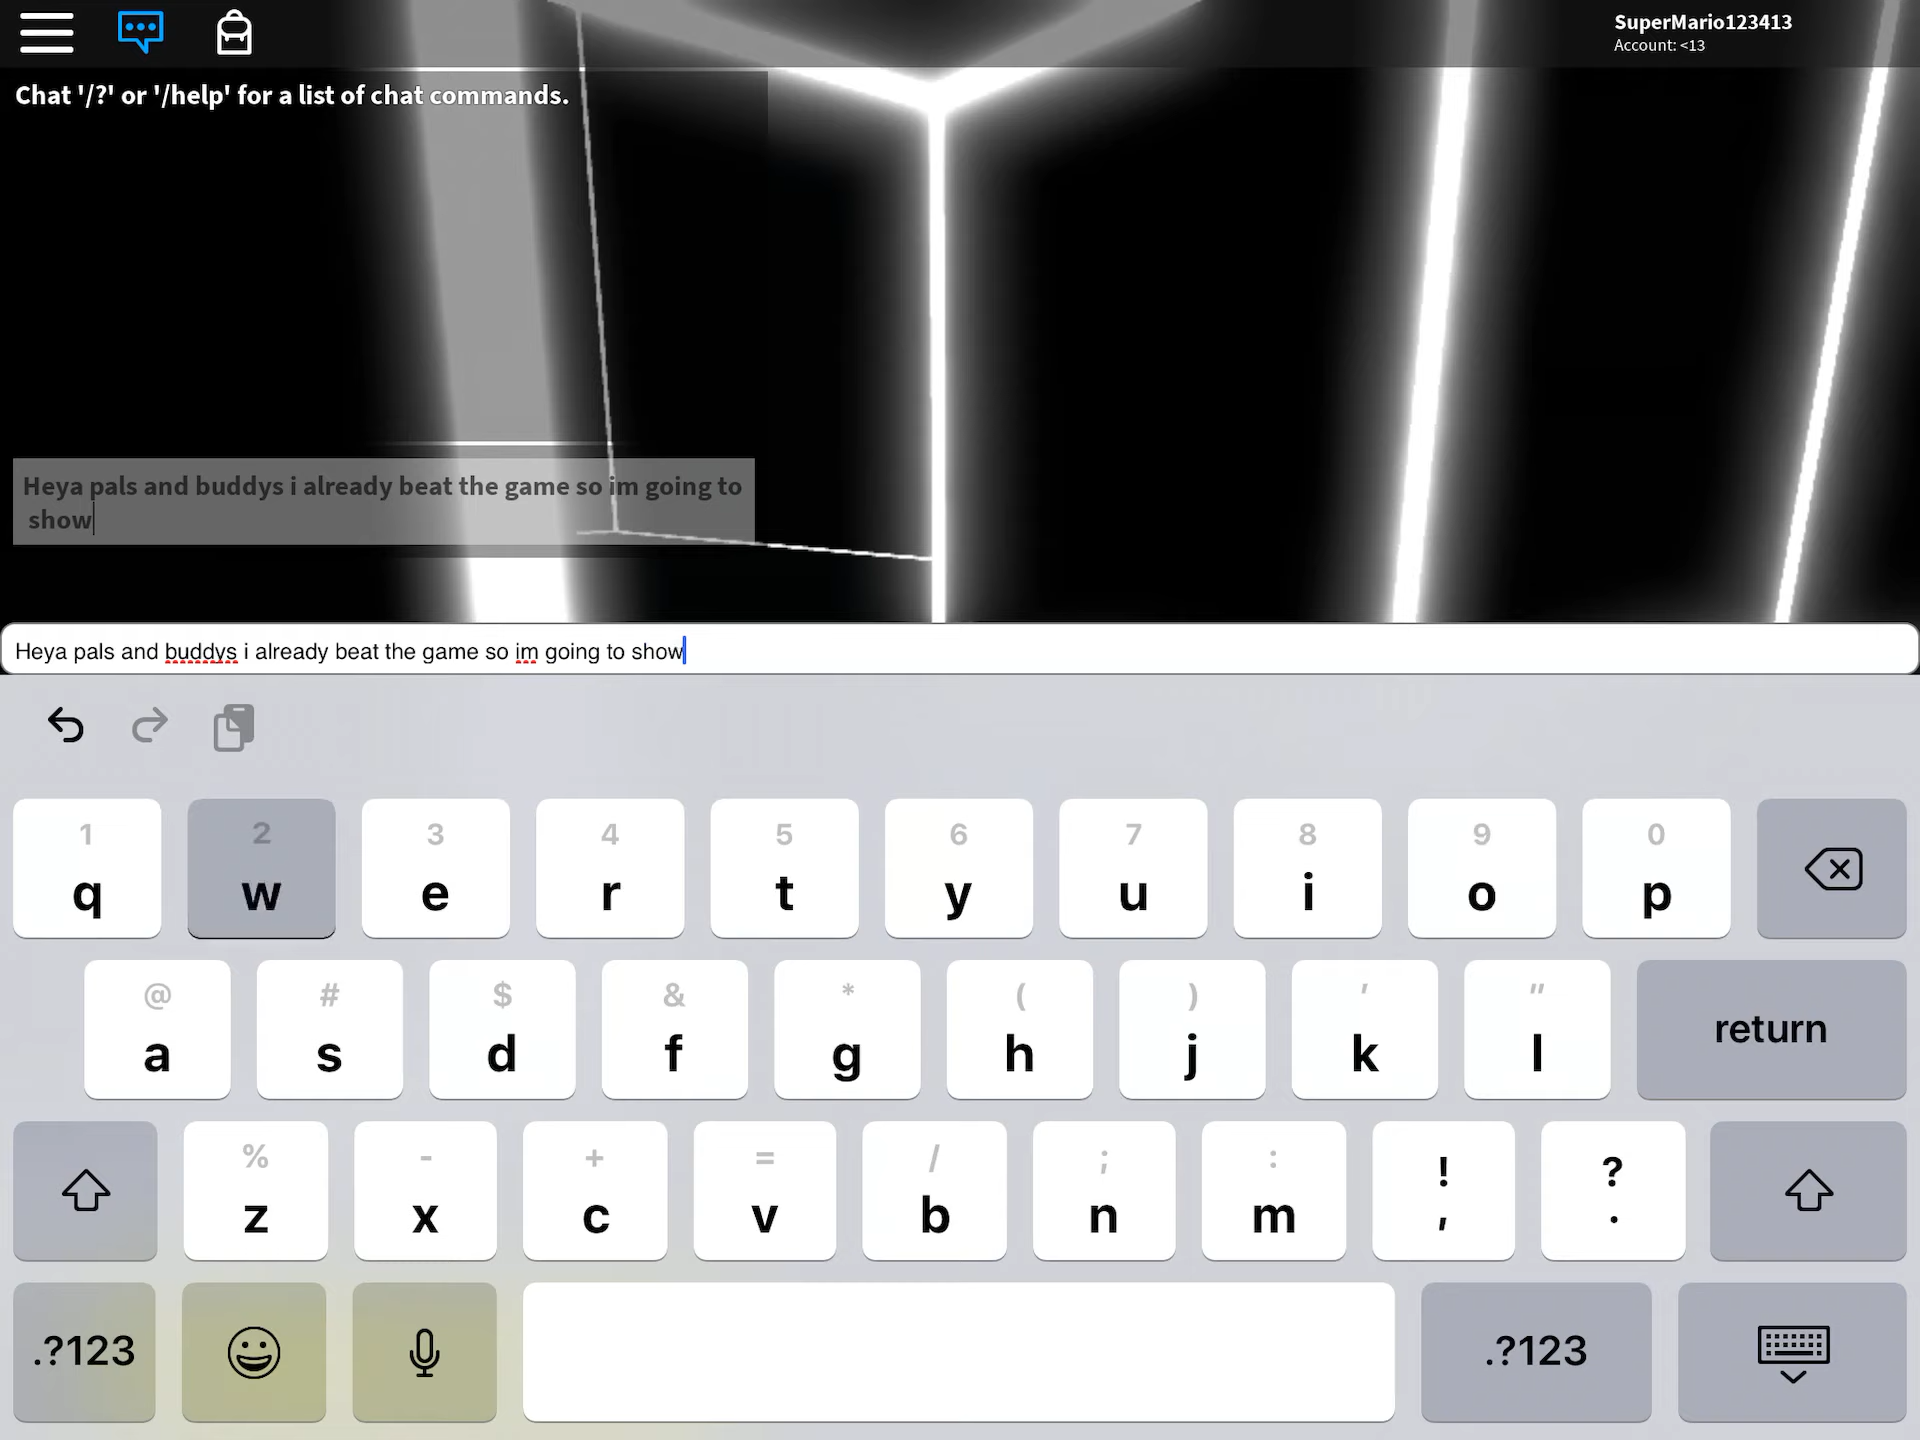 SuperMario123413
Account: <13
Chat '/?' or '/help' for a list of chat commands.
Heya pals and buddys i already beat the game so im going to
show
Heya pals and buddys i already beat the game so im going to show
1 2 3 4 5 6 7 8 9 0
q w e r t y u i o p
@ # $ & * ( ) ' "
a s d f g h j k l return
% - + = / ; : ! ?
z x c v b n m , .
.?123 .?123